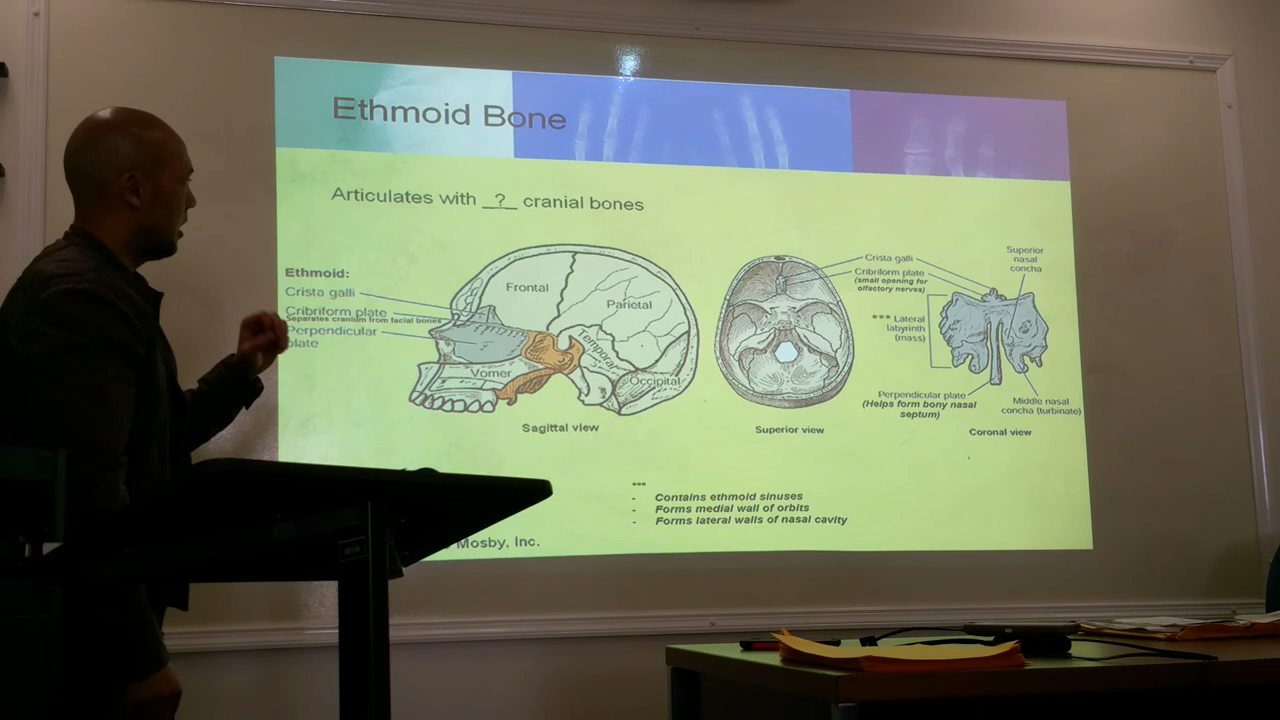 Ethmoid Bone
Articulates with _?_ cranial bones
Ethmoid:
Crista galli
Cribriform plate
Separates cranium from facial bones
Perpendicular
plate
Frontal
Parietal
Temporal
Vomer
Occipital
Sagittal view
Superior view
Crista galli
Cribriform plate
(small opening for
olfactory nerves)
Superior
nasal
concha
*** Lateral
labyrinth
(mass)
Perpendicular plate
(Helps form bony nasal
septum)
Middle nasal
concha (turbinate)
Coronal view
***
- Contains ethmoid sinuses
- Forms medial wall of orbits
- Forms lateral walls of nasal cavity
Mosby, Inc.